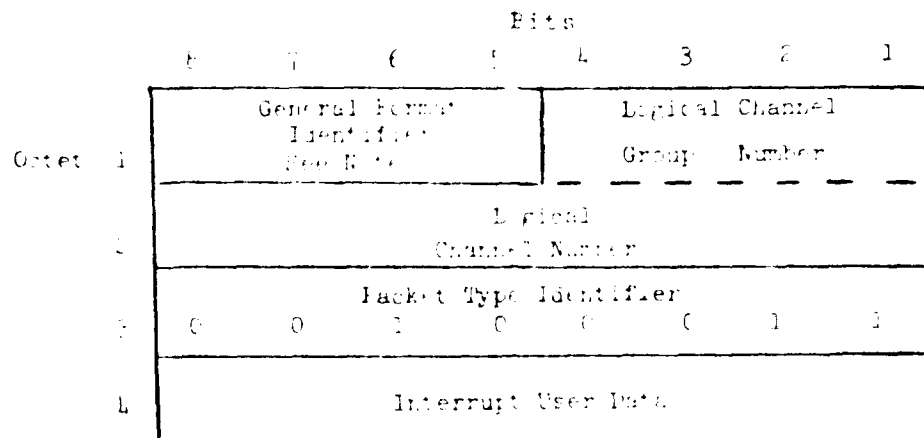 Bits
8 7 6 5 4 3 2 1
General Format Logical Channel
Identifier
Octet 1 See Note Group Number
Logical
2 Channel Number
Packet Type Identifier
3 0 0 1 0 0 0 1 1
4 Interrupt User Data